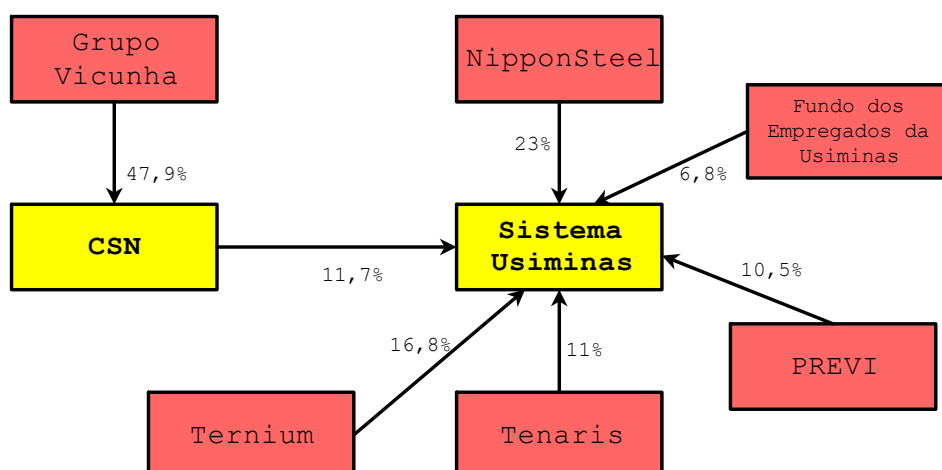 Grupo
Vicunha
NipponSteel
Fundo dos
Empregados da
Usiminas
23%
6,8%
47,9%
CSN
Sistema
Usiminas
11,7%
10,5%
16,8%
11%
PREVI
Ternium
Tenaris